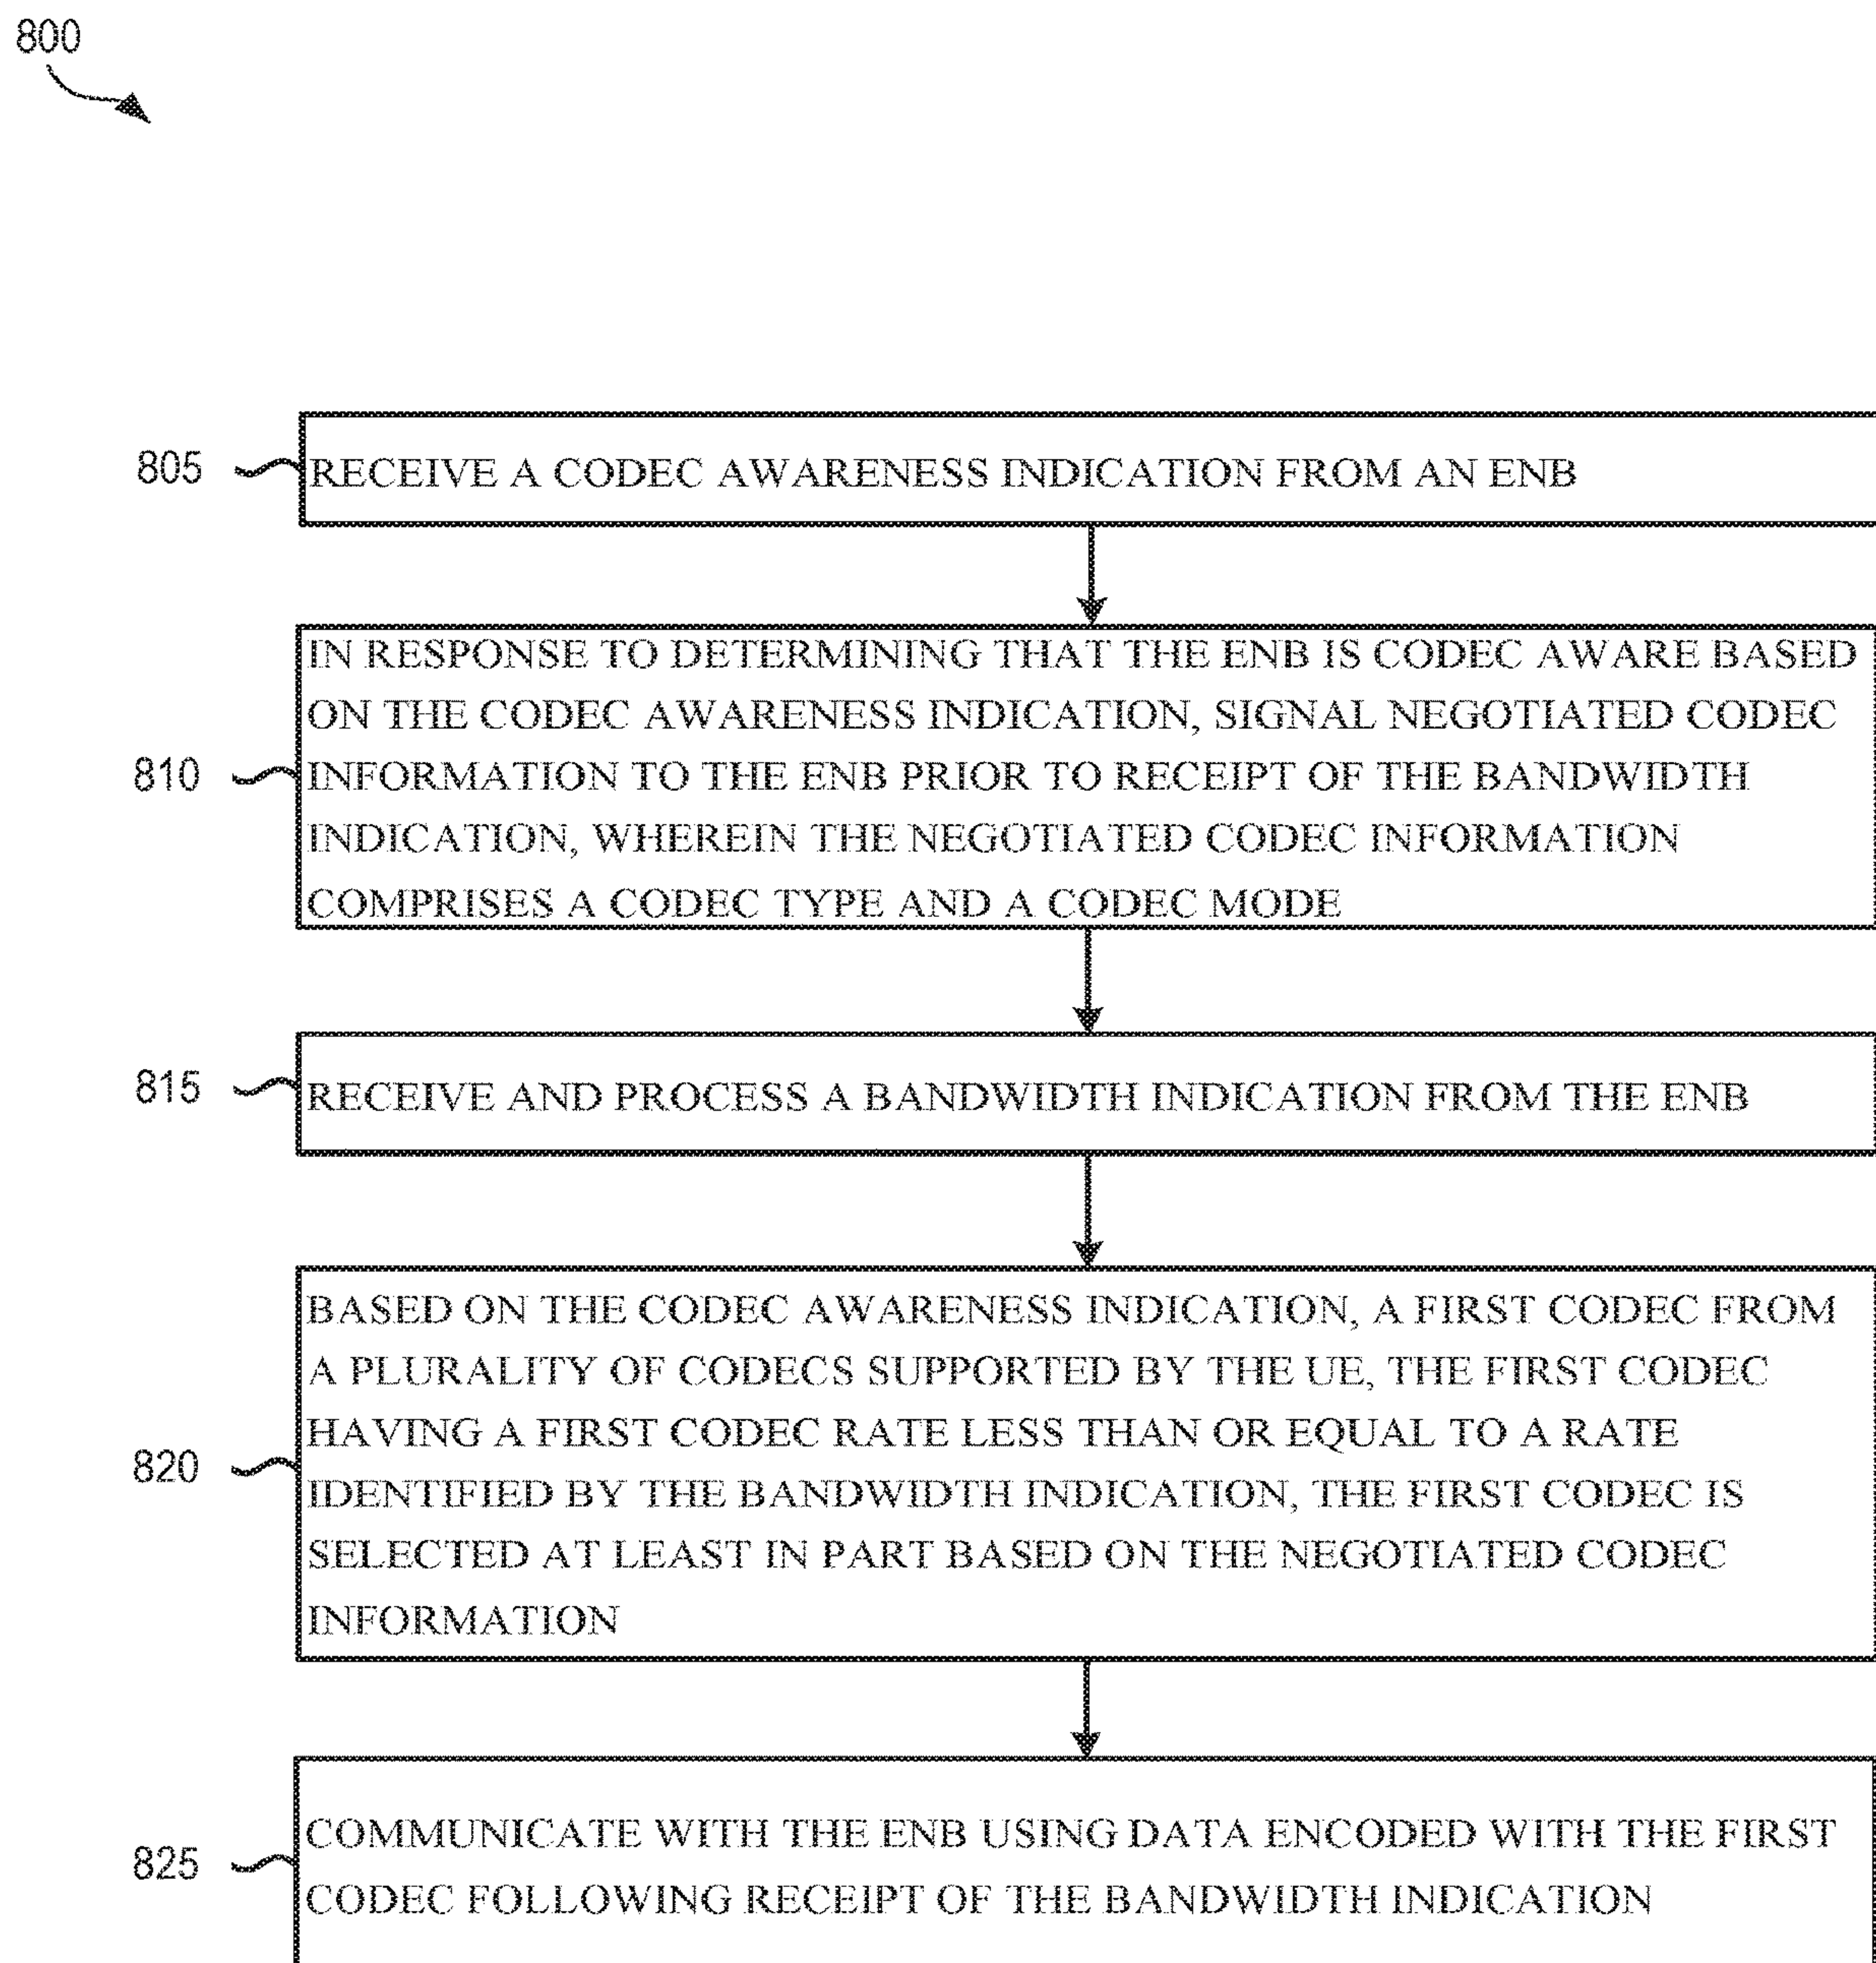 800
805
RECEIVE A CODEC AWARENESS INDICATION FROM AN ENB
810
IN RESPONSE TO DETERMINING THAT THE ENB IS CODEC AWARE BASED
ON THE CODEC AWARENESS INDICATION, SIGNAL NEGOTIATED CODEC
INFORMATION TO THE ENB PRIOR TO RECEIPT OF THE BANDWIDTH
INDICATION, WHEREIN THE NEGOTIATED CODEC INFORMATION
COMPRISES A CODEC TYPE AND A CODEC MODE
815
RECEIVE AND PROCESS A BANDWIDTH INDICATION FROM THE ENB
820
BASED ON THE CODEC AWARENESS INDICATION, A FIRST CODEC FROM
A PLURALITY OF CODECS SUPPORTED BY THE UE, THE FIRST CODEC
HAVING A FIRST CODEC RATE LESS THAN OR EQUAL TO A RATE
IDENTIFIED BY THE BANDWIDTH INDICATION, THE FIRST CODEC IS
SELECTED AT LEAST IN PART BASED ON THE NEGOTIATED CODEC
INFORMATION
825
COMMUNICATE WITH THE ENB USING DATA ENCODED WITH THE FIRST
CODEC FOLLOWING RECEIPT OF THE BANDWIDTH INDICATION